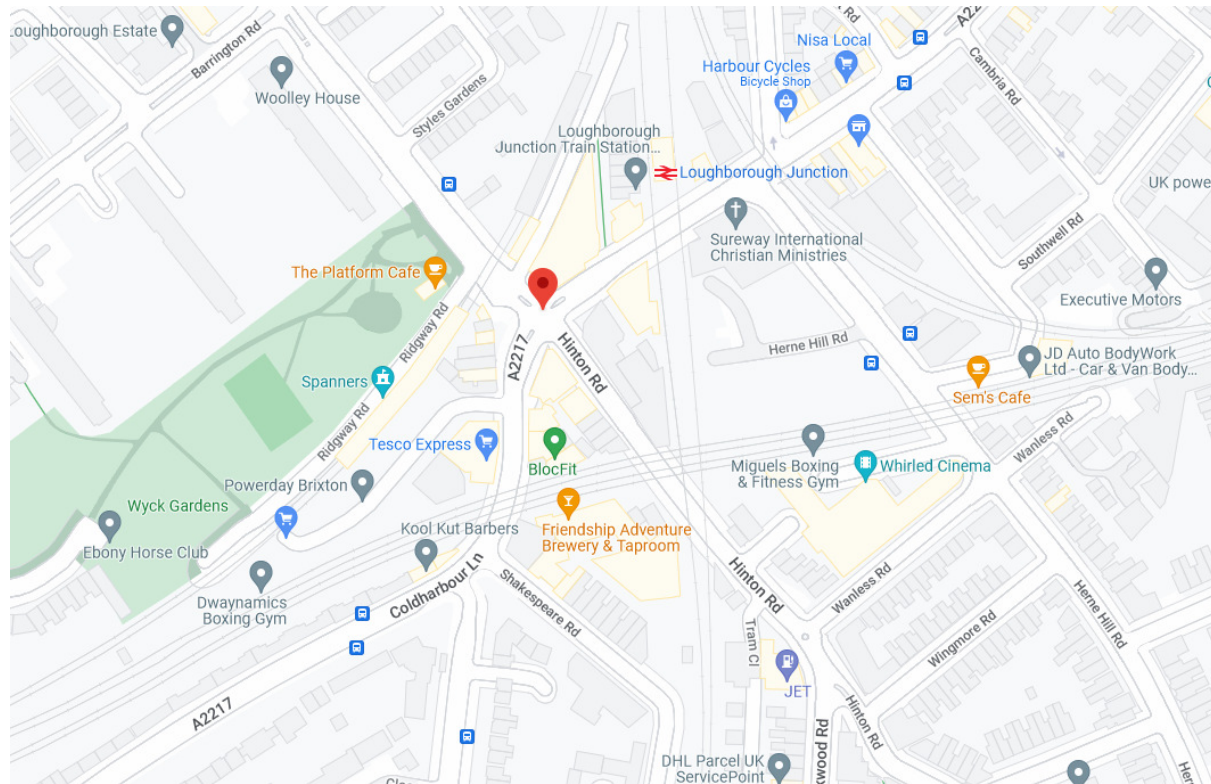 Loughborough Estate
Barrington Rd
Woolley House
Styles Gardens
Nisa Local
Harbour Cycles
Bicycle Shop
Cambria Rd
Loughborough
Junction Train Station...
Loughborough Junction
UK powe
Sureway International
Christian Ministries
Southwell Rd
The Platform Cafe
Ridgway Rd
Executive Motors
A2217
Hinton Rd
Herne Hill Rd
JD Auto BodyWork
Ltd - Car & Van Body...
Spanners
Sem's Cafe
Ridgway Rd
Tesco Express
BlocFit
Miguels Boxing
& Fitness Gym
Whirled Cinema
Wanless Rd
Powerday Brixton
Wyck Gardens
Kool Kut Barbers
Friendship Adventure
Brewery & Taproom
Ebony Horse Club
Coldharbour Ln
Shakespeare Rd
Hinton Rd
Wanless Rd
Herne Hill Rd
Dwaynamics
Boxing Gym
Tram Cl
Wingmore Rd
JET
A2217
Hinton Rd
kwood Rd
DHL Parcel UK
ServicePoint